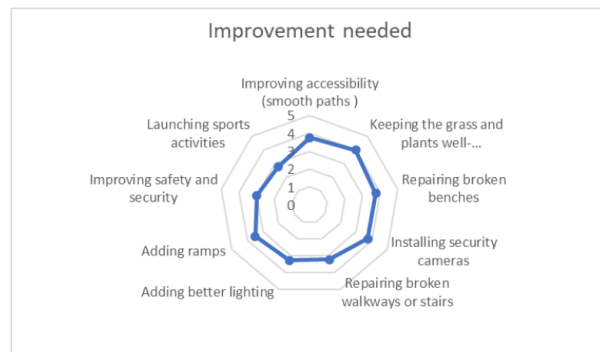 Improvement needed
Improving accessibility
(smooth paths )
Launching sports
activities
Keeping the grass and
plants well-...
Improving safety and
security
Repairing broken
benches
Adding ramps
Installing security
cameras
Adding better lighting
Repairing broken
walkways or stairs
5
4
3
2
1
0